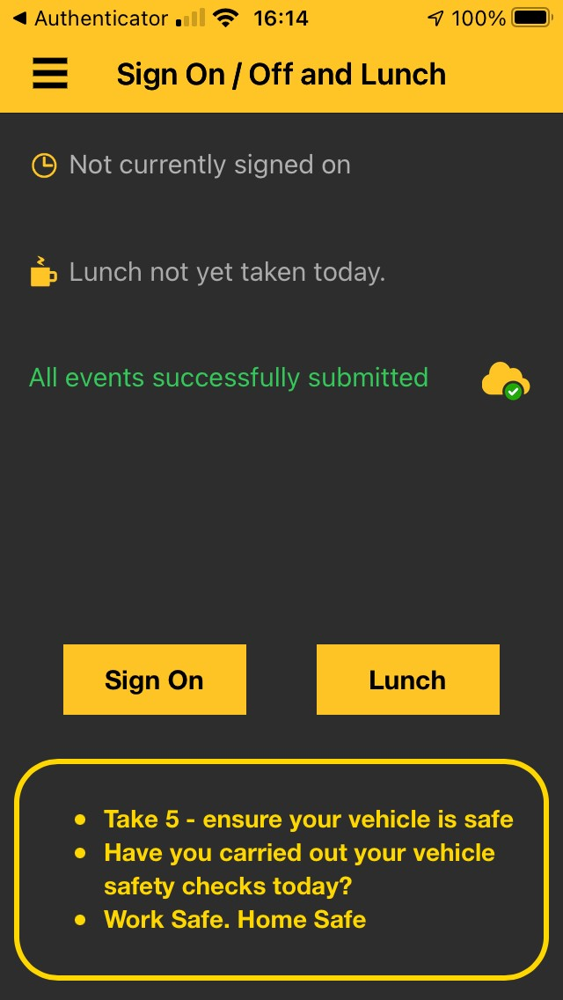 ◀ Authenticator 16:14 100%
Sign On / Off and Lunch
Not currently signed on
Lunch not yet taken today.
All events successfully submitted
Sign On Lunch
• Take 5 - ensure your vehicle is safe
• Have you carried out your vehicle
safety checks today?
• Work Safe. Home Safe